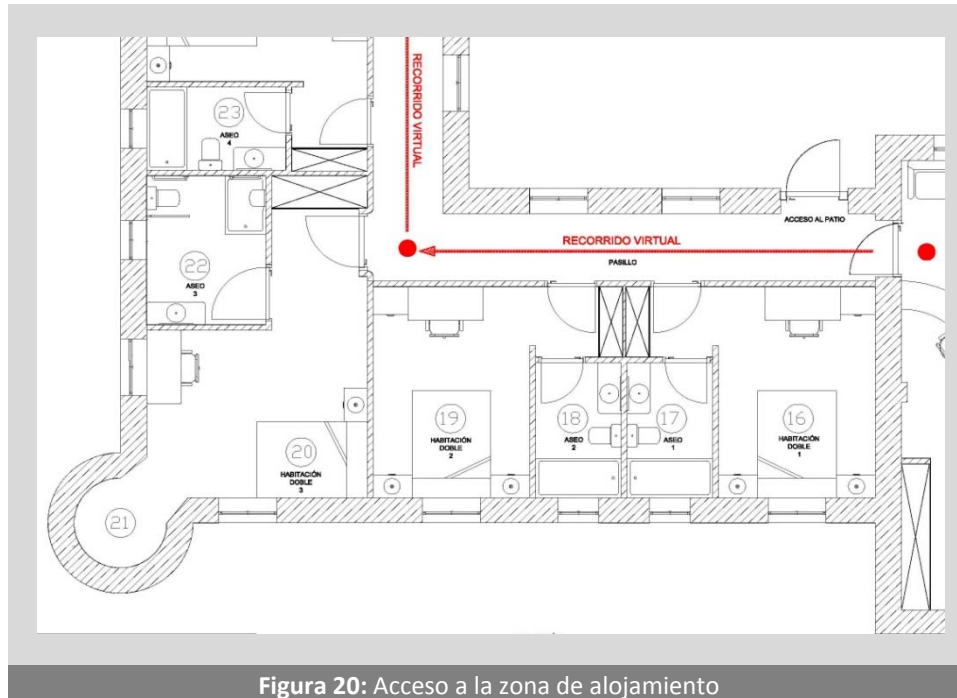 RECORRIDO VIRTUAL
23
ASEO
4
ACCESO AL PATIO
RECORRIDO VIRTUAL
PASILLO
22
ASEO
3
19
HABITACIÓN
DOBLE
2
18
ASEO
2
17
ASEO
1
16
HABITACIÓN
DOBLE
1
20
HABITACIÓN
DOBLE
3
21
Figura 20: Acceso a la zona de alojamiento